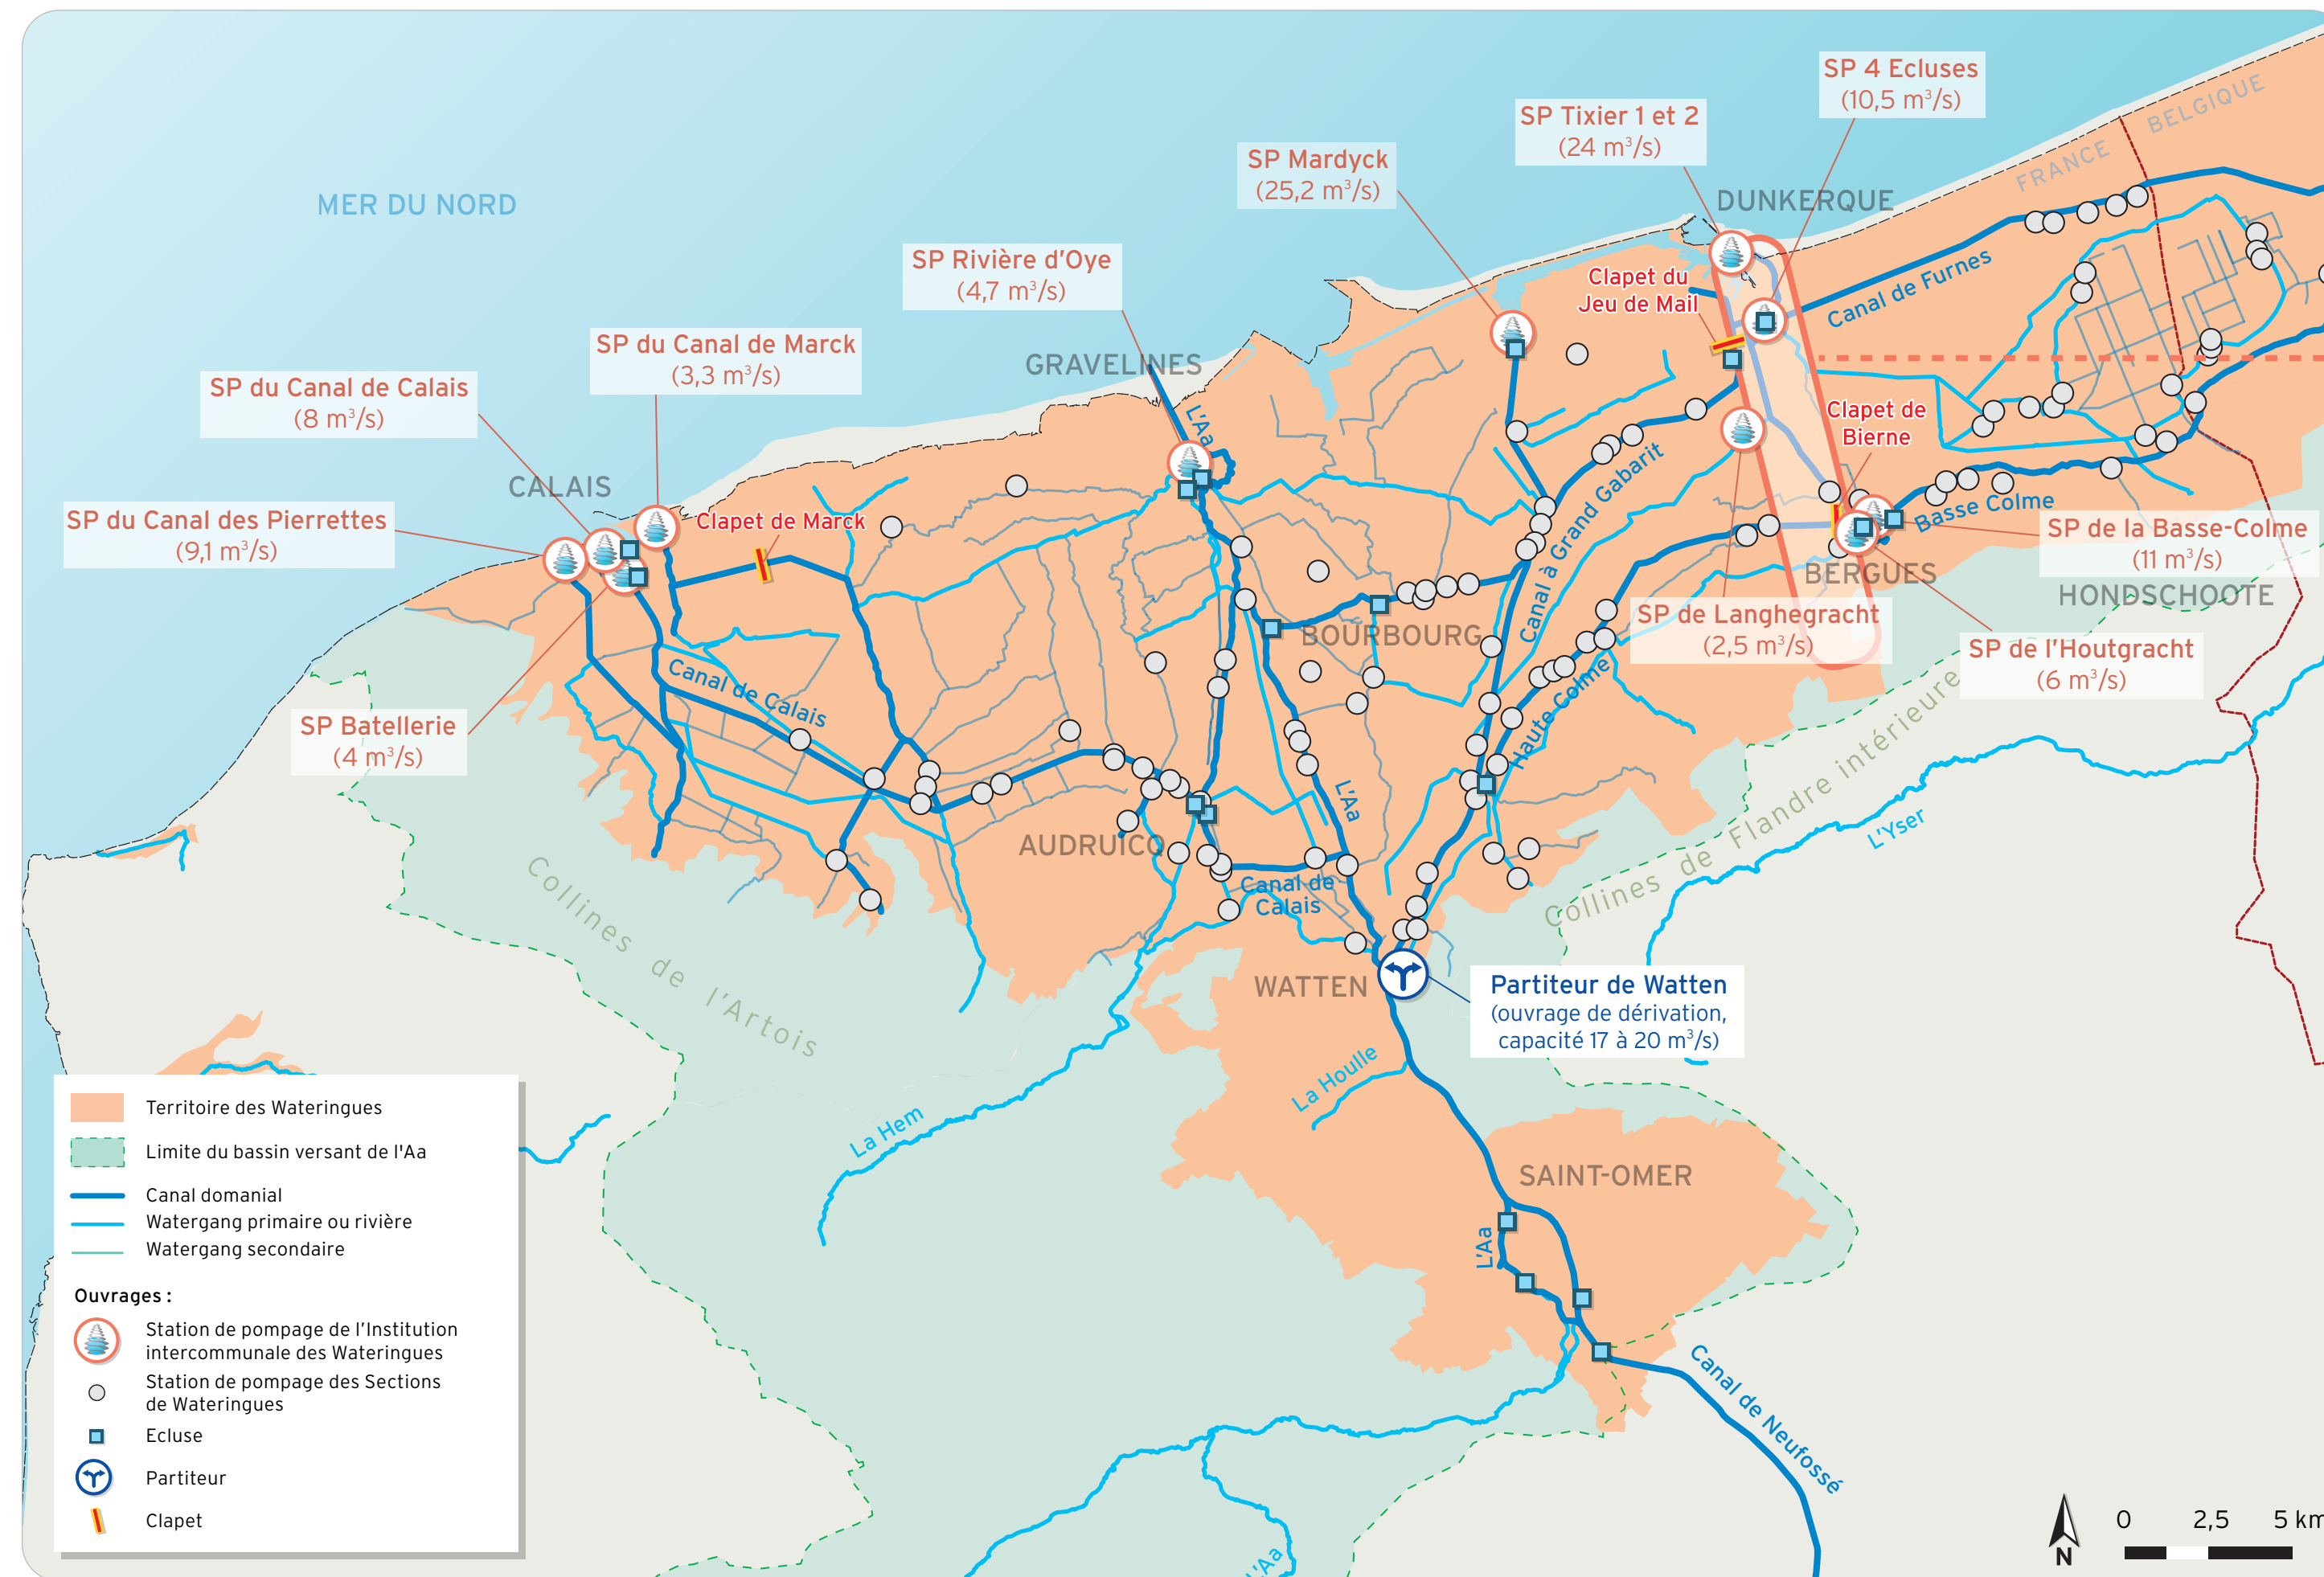 SP 4 Ecluses
(10,5 m³/s)
SP Tixier 1 et 2
(24 m³/s)
BELGIQUE
FRANCE
SP Mardyck
(25,2 m³/s)
MER DU NORD
DUNKERQUE
SP Rivière d'Oye
(4,7 m³/s)
Clapet du
Jeu de Mail
Canal de Furnes
SP du Canal de Marck
(3,3 m³/s)
GRAVELINES
SP du Canal de Calais
(8 m³/s)
L'Aa
Clapet de
Bierne
CALAIS
Canal à Grand Gabarit
SP du Canal des Pierrettes
(9,1 m³/s)
Clapet de Marck
Basse Colme
SP de la Basse-Colme
(11 m³/s)
BERGUES
HONDSCHOOTE
SP de Langhegracht
(2,5 m³/s)
BOURBOURG
SP de l'Houtgracht
(6 m³/s)
Canal de Calais
Haute Colme
SP Batellerie
(4 m³/s)
L'Aa
L'Yser
AUDRUICQ
Collines de Flandre intérieure
Canal de
Calais
Collines de l'Artois
WATTEN
Partiteur de Watten
(ouvrage de dérivation,
capacité 17 à 20 m³/s)
La Houlle
La Hem
SAINT-OMER
L'Aa
Canal de Neufossé
L'Aa
Territoire des Wateringues
Limite du bassin versant de l'Aa
Canal domanial
Watergang primaire ou rivière
Watergang secondaire
Ouvrages :
Station de pompage de l'Institution
intercommunale des Wateringues
Station de pompage des Sections
de Wateringues
Ecluse
Partiteur
Clapet
N
0 2,5 5 km